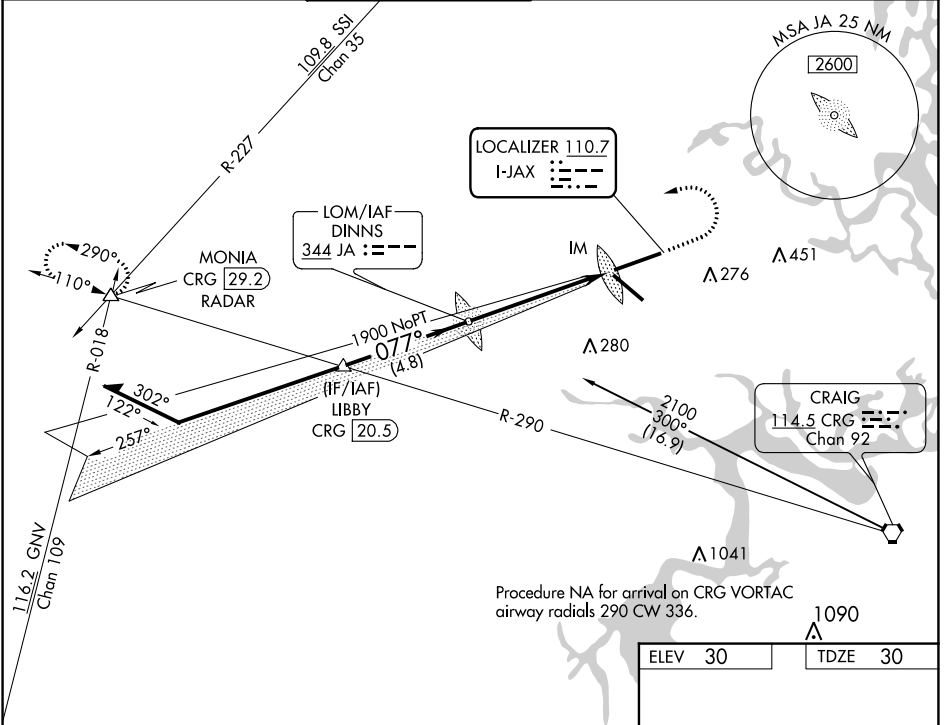 109.8 SSI
Chan 35
R-227
MSA JA 25 NM
2600
LOCALIZER 110.7
I-JAX
LOM/IAF
DINNS
344 JA
IM
276
451
290°
110°
MONIA
CRG 29.2
RADAR
R-018
1900 NoPT
077°
(4.8)
280
302°
122°
257°
(IF/IAF)
LIBBY
CRG 20.5
R-290
2100
300°
(16.9)
CRAIG
114.5 CRG
Chan 92
116.2 GNV
Chan 109
1041
Procedure NA for arrival on CRG VORTAC
airway radials 290 CW 336.
1090
ELEV 30
TDZE 30